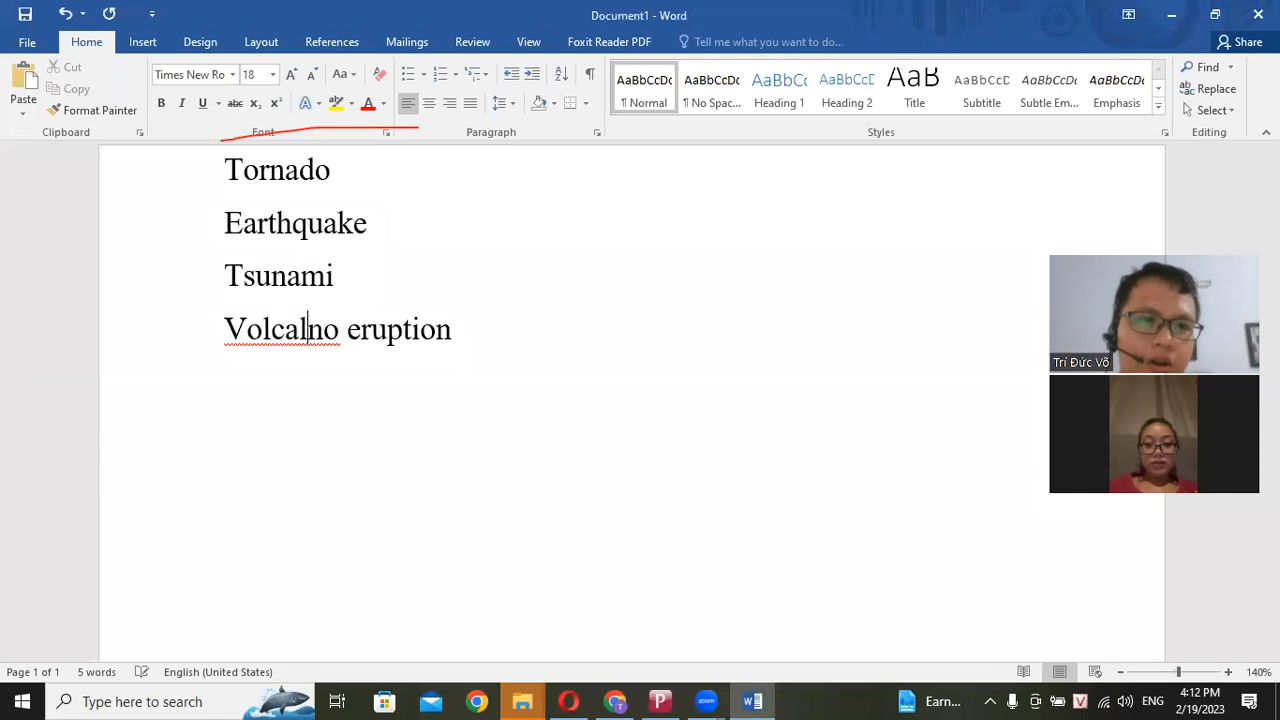 Document1 - Word
File Home Insert Design Layout References Mailings Review View Foxit Reader PDF Tell me what you want to do... Share
Paste
Cut
Copy
Format Painter
Clipboard
Times New Ro 18
Font
Paragraph
AaBbCcDc AaBbCcDc AaBbCc AaBbCcD AaB AaBbCcD AaBbCcDc AaBbCcDc
¶ Normal ¶ No Spac... Heading Heading 2 Title Subtitle Subtle Em... Emphasis
Styles
Find
Replace
Select
Editing
Tornado
Earthquake
Tsunami
Volcalno eruption
Trí Đức Võ
Page 1 of 1 5 words English (United States) 140%
Type here to search
Earn...
ENG
4:12 PM
2/19/2023